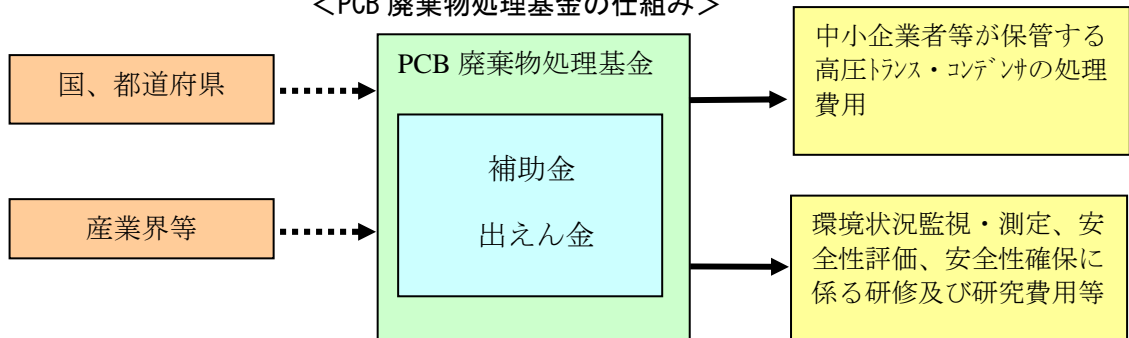 <PCB 廃棄物処理基金の仕組み>
国、都道府県
産業界等
PCB 廃棄物処理基金
補助金
出えん金
中小企業者等が保管する
高圧ﾄﾗﾝｽ・ｺﾝﾃﾞﾝｻの処理
費用
環境状況監視・測定、安
全性評価、安全性確保に
係る研修及び研究費用等